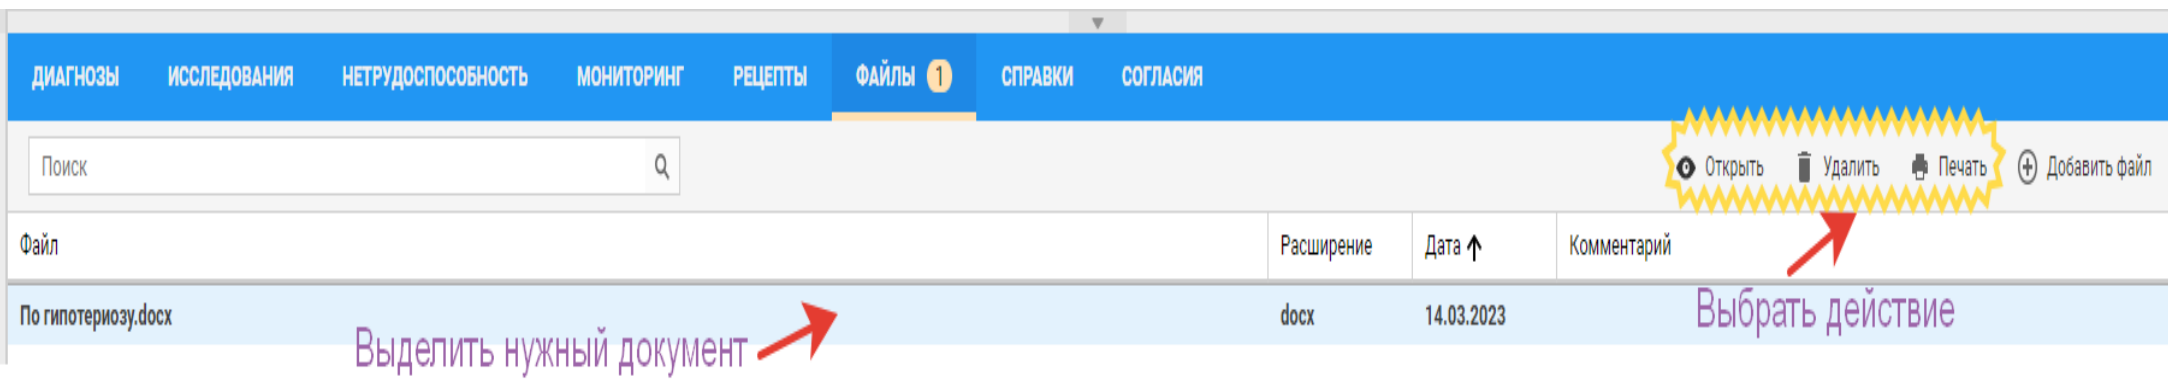 ДИАГНОЗЫ ИССЛЕДОВАНИЯ НЕТРУДОСПОСОБНОСТЬ МОНИТОРИНГ РЕЦЕПТЫ ФАЙЛЫ 1 СПРАВКИ СОГЛАСИЯ
Поиск Открыть Удалить Печать Добавить файл
Файл Расширение Дата Комментарий
По гипотериозу.docx docx 14.03.2023
Выбрать действие
Выделить нужный документ